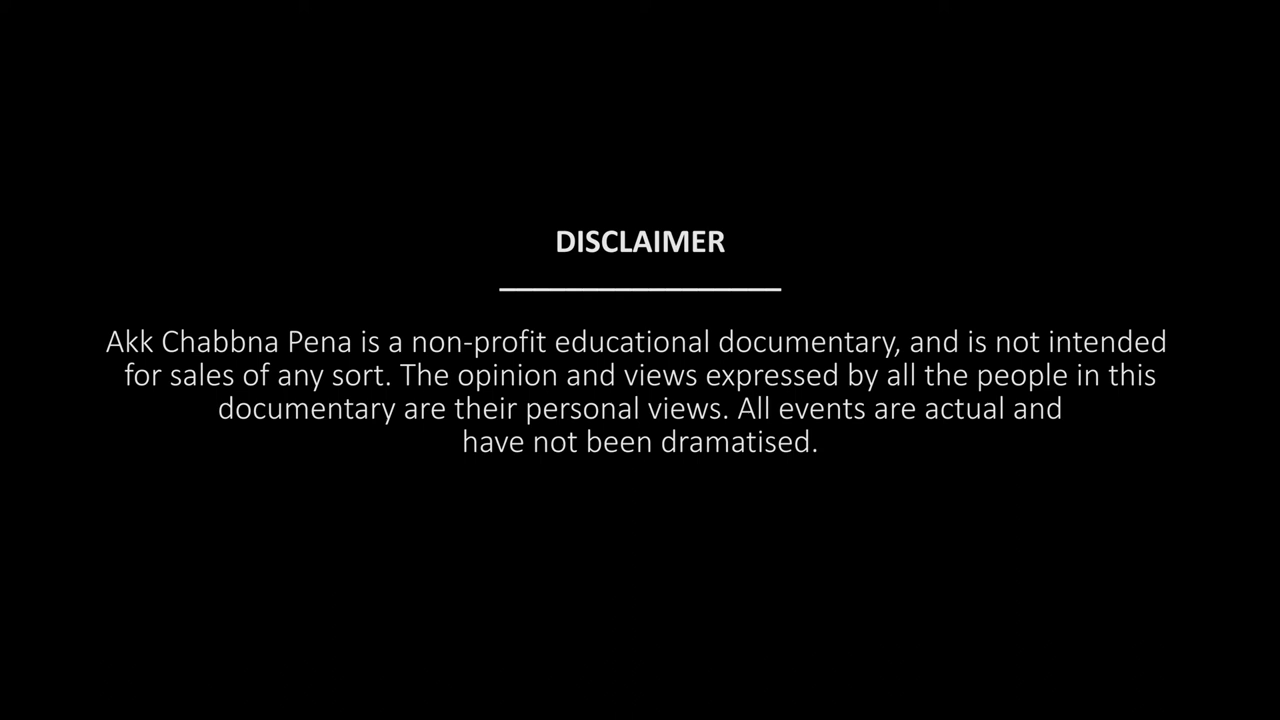 DISCLAIMER
Akk Chabbna Pena is a non-profit educational documentary, and is not intended
for sales of any sort. The opinion and views expressed by all the people in this
documentary are their personal views. All events are actual and
have not been dramatised.